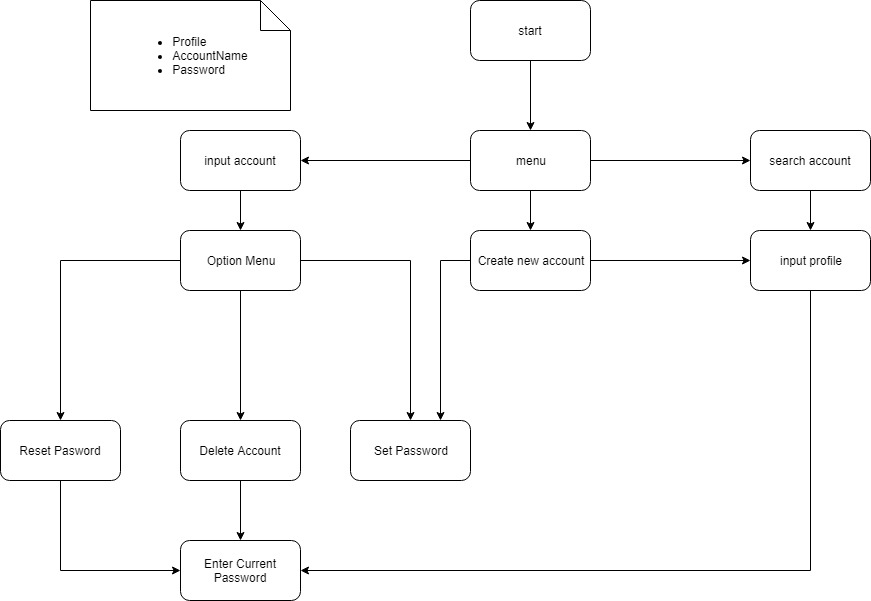 Profile
AccountName
Password
start
input account
menu
search account
Option Menu
Create new account
input profile
Reset Pasword
Delete Account
Set Password
Enter Current
Password